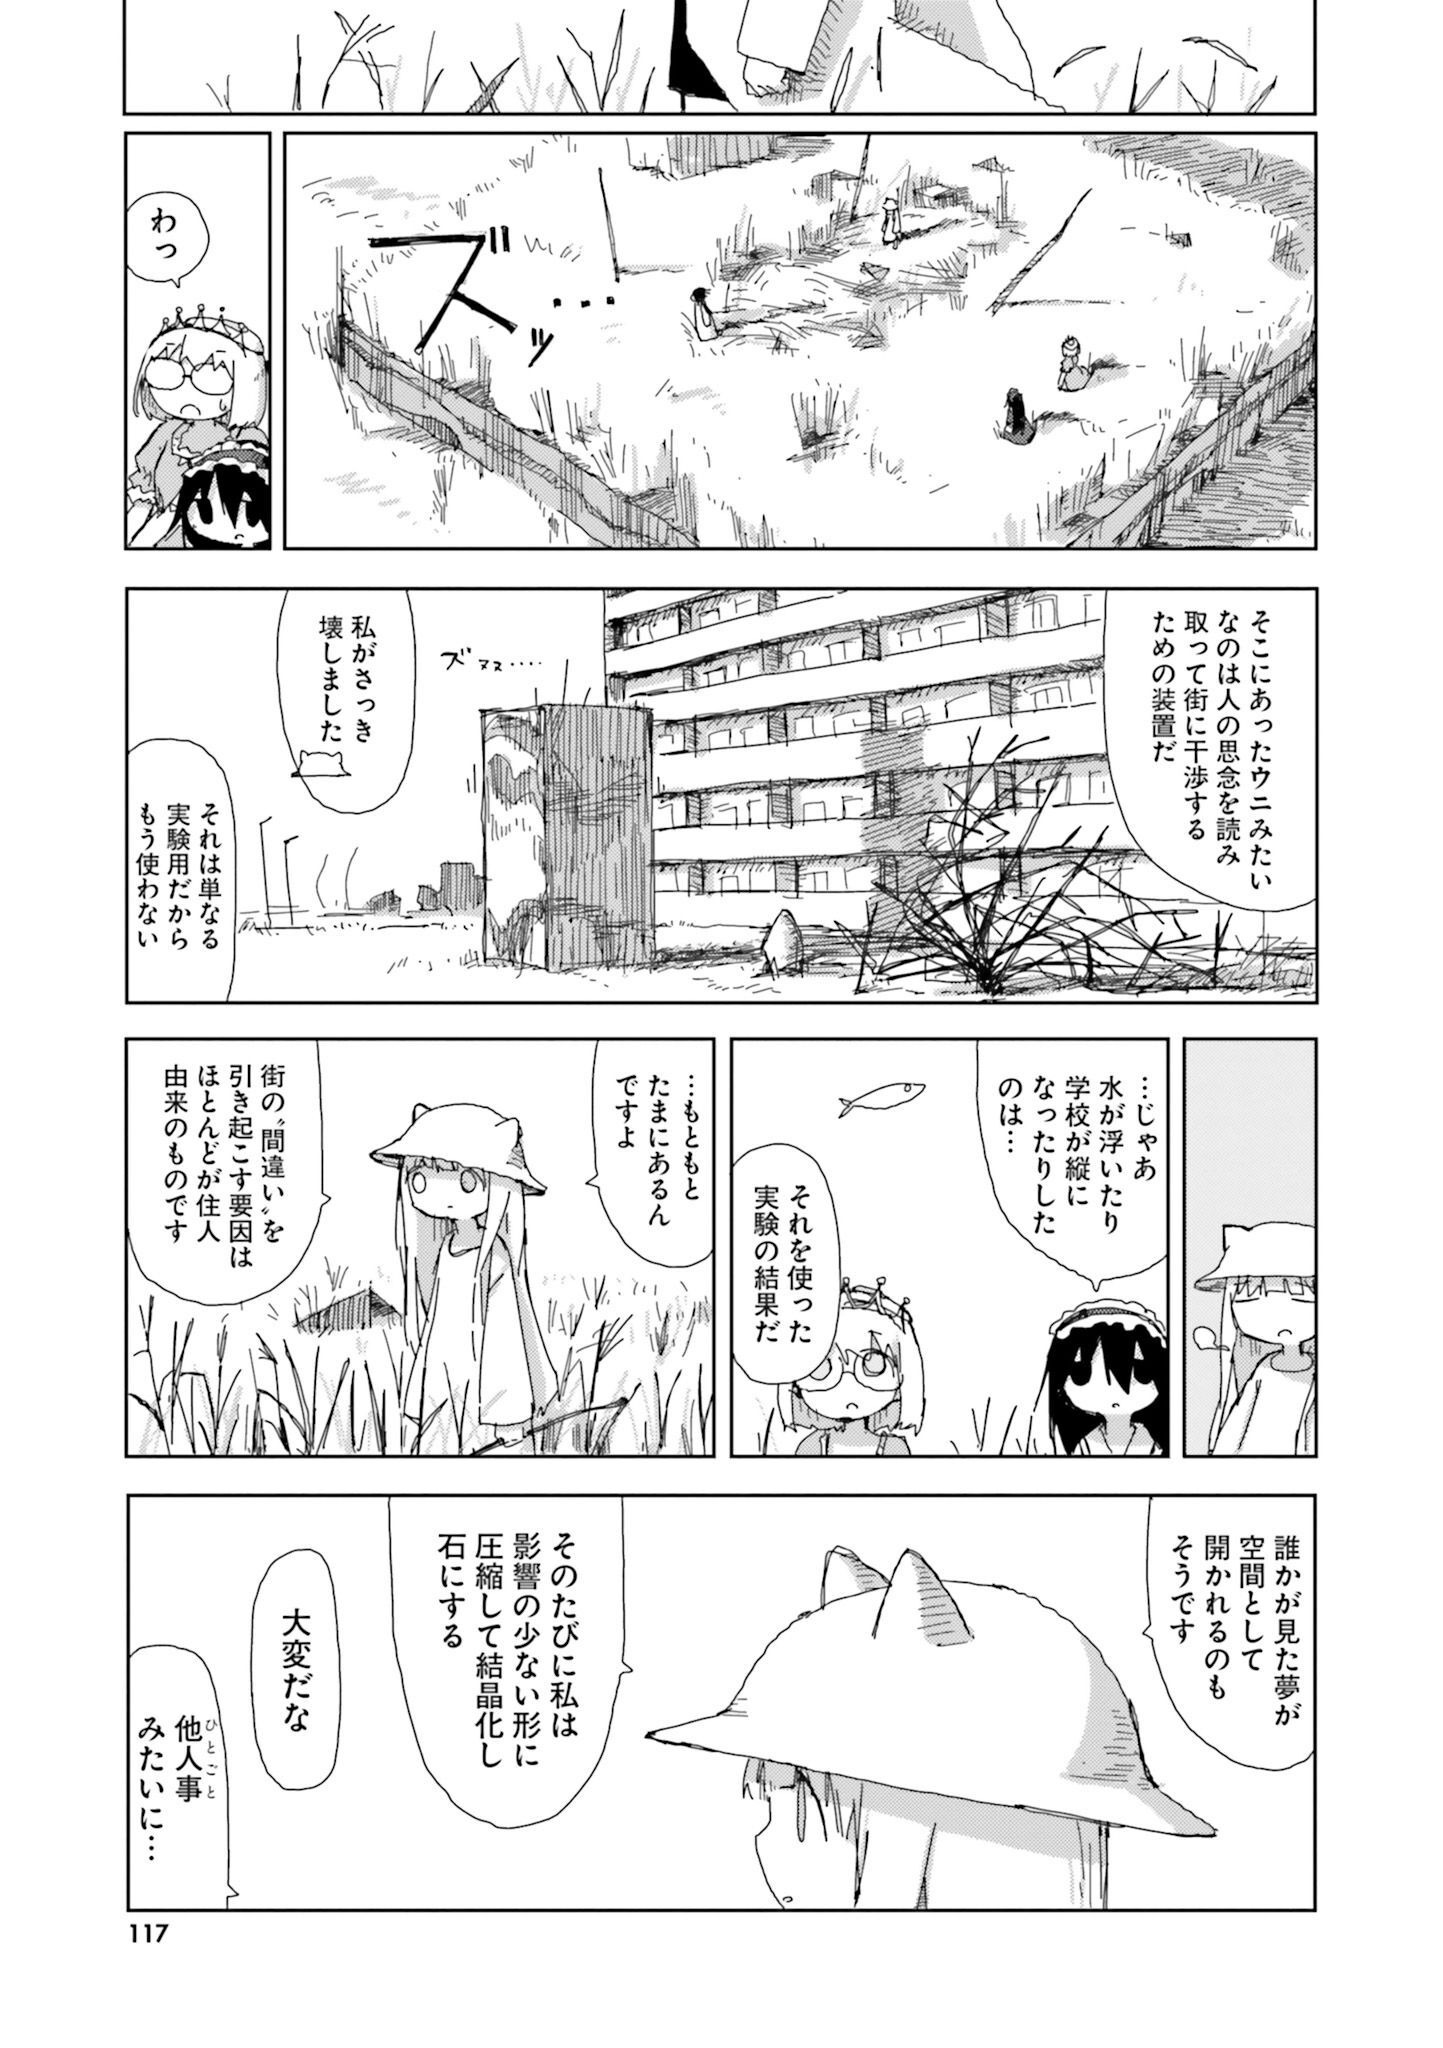 ズズッ…
わっ
そこにあったウニみたい
なのは人の思念を読み
取って街に干渉する
ための装置だ
ズヌヌ‥‥
私がさっき
壊しました
それは単なる
実験用だから
もう使わない
…じゃあ
水が浮いたり
学校が縦に
なったりした
のは…
それを使った
実験の結果だ
…もともと
たまにあるん
ですよ
街の〝間違い〟を
引き起こす要因は
ほとんどが住人
由来のものです
誰かが見た夢が
空間として
開かれるのも
そうです
そのたびに私は
影響の少ない形に
圧縮して結晶化し
石にする
大変だな
他人事
ひとごと
みたいに…
117